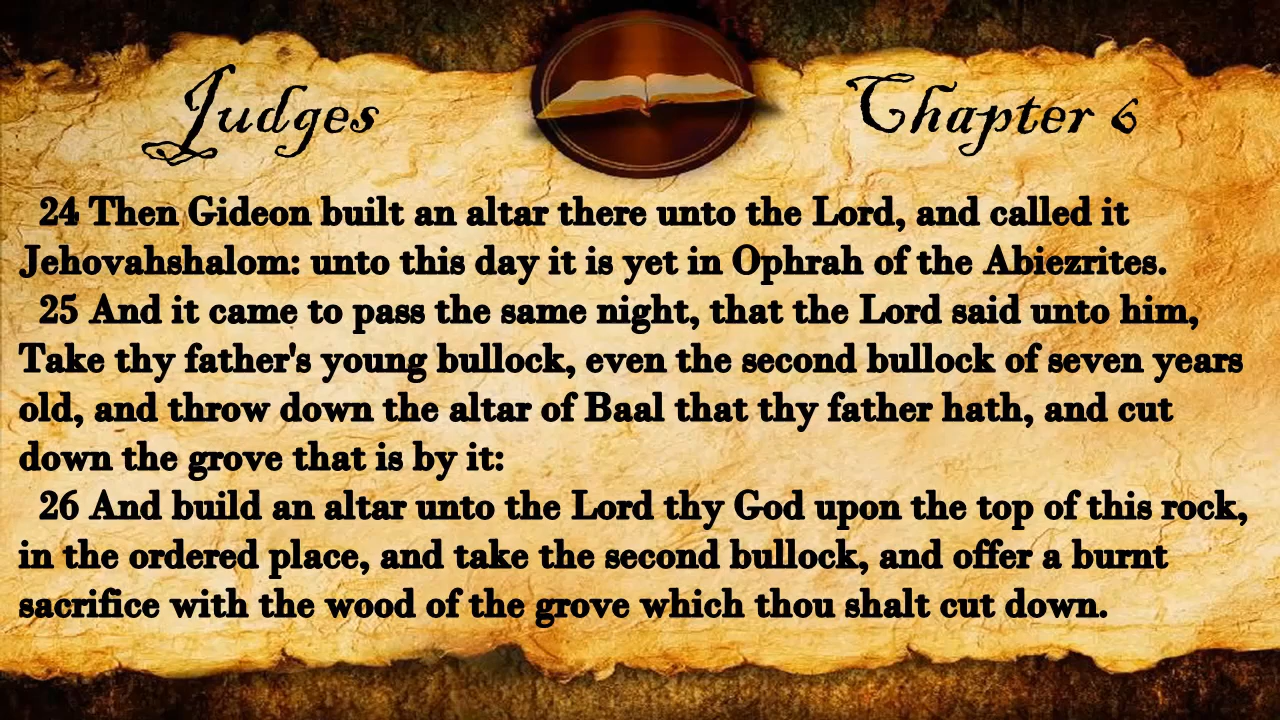 Judges
Chapter 6
24 Then Gideon built an altar there unto the Lord, and called it
Jehovahshalom: unto this day it is yet in Ophrah of the Abiezrites.
25 And it came to pass the same night, that the Lord said unto him,
Take thy father's young bullock, even the second bullock of seven years
old, and throw down the altar of Baal that thy father hath, and cut
down the grove that is by it:
26 And build an altar unto the Lord thy God upon the top of this rock,
in the ordered place, and take the second bullock, and offer a burnt
sacrifice with the wood of the grove which thou shalt cut down.